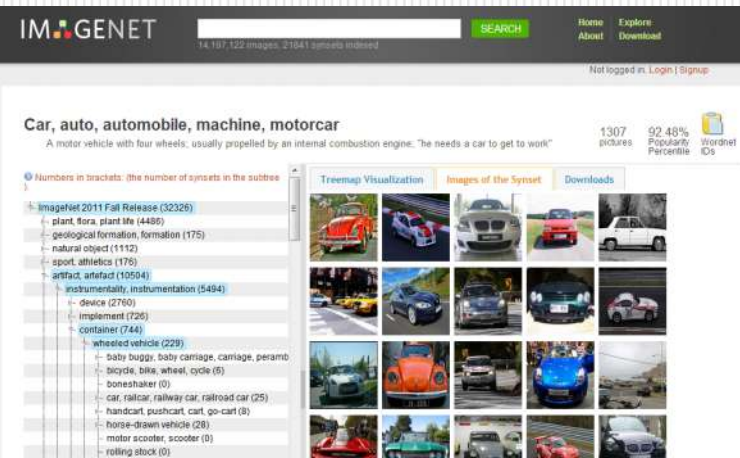 IMAGENET
SEARCH
Home Explore
About Download
14,197,122 images, 21841 synsets indexed
Not logged in. Login | Signup
Car, auto, automobile, machine, motorcar
A motor vehicle with four wheels; usually propelled by an internal combustion engine; "he needs a car to get to work"
1307
pictures
92.48%
Popularity
Percentile
Wordnet
IDs
Numbers in brackets: (the number of synsets in the subtree
).
ImageNet 2011 Fall Release (32326)
plant, flora, plant life (4486)
geological formation, formation (175)
natural object (1112)
sport, athletics (176)
artifact, artefact (10504)
instrumentality, instrumentation (5494)
device (2760)
implement (726)
container (744)
wheeled vehicle (229)
baby buggy, baby carriage, carriage, peramb
bicycle, bike, wheel, cycle (6)
boneshaker (0)
car, railcar, railway car, railroad car (25)
handcart, pushcart, cart, go-cart (8)
horse-drawn vehicle (28)
motor scooter, scooter (0)
rolling stock (0)
Treemap Visualization
Images of the Synset
Downloads